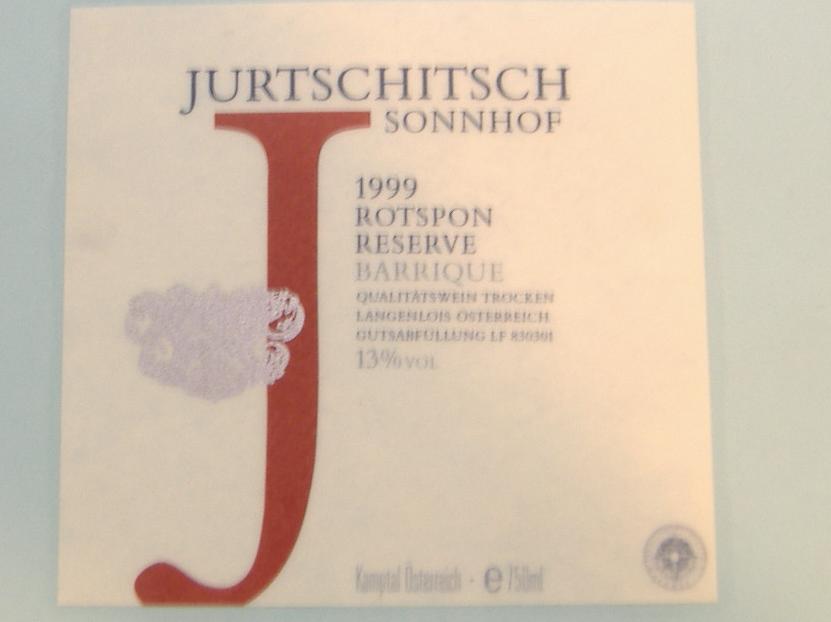 JURTSCHITSCH
SONNHOF
1999
ROTSPON
RESERVE
BARRIQUE
QUALITÄTSWEIN TROCKEN
LANGENLOIS ÖSTERREICH
GUTSABFÜLLUNG LF 830301
13% VOL
J
Kamptal Österreich · e 750ml